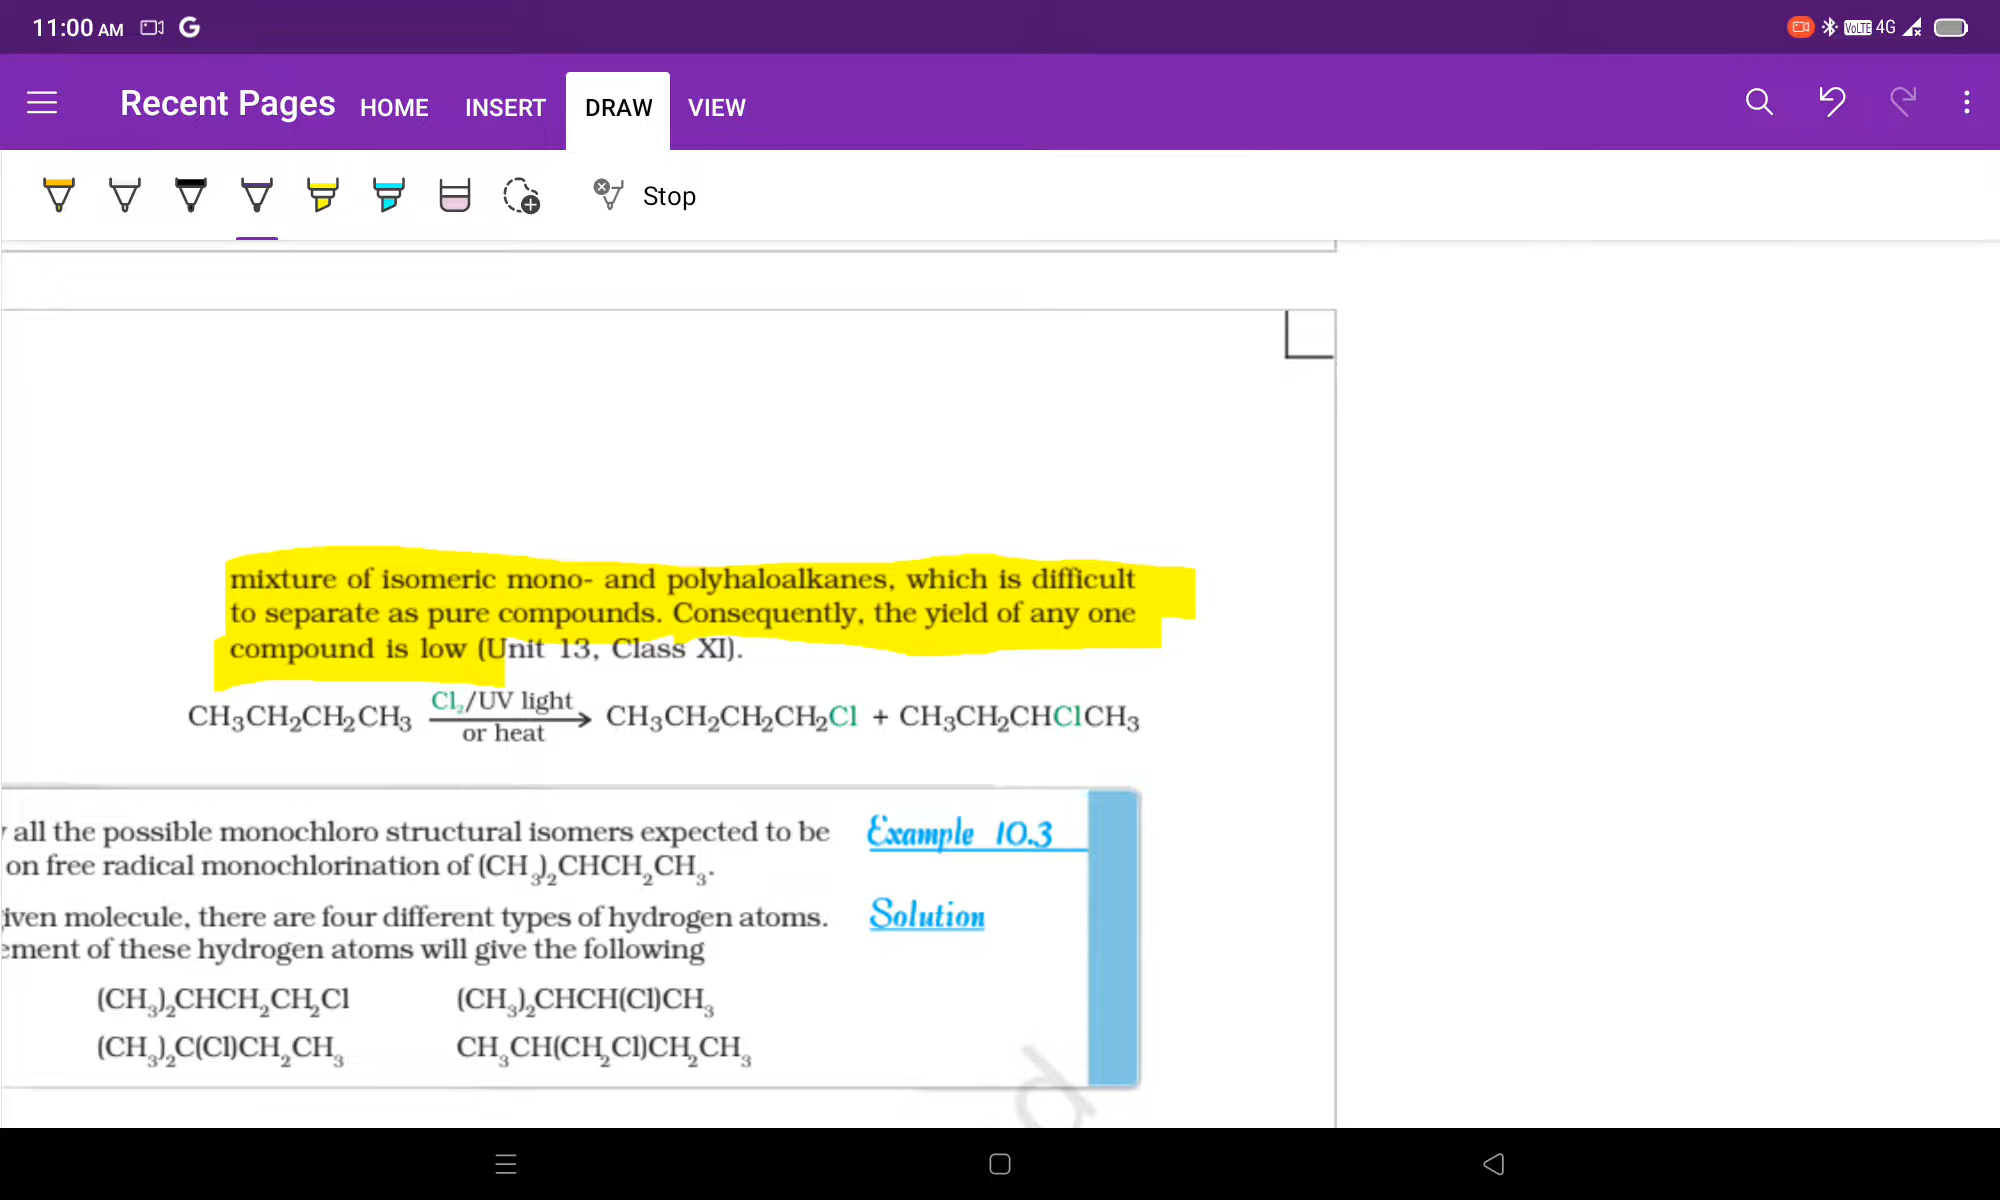 11:00 AM
VoLTE 4G
Recent Pages HOME INSERT DRAW VIEW
Stop
mixture of isomeric mono- and polyhaloalkanes, which is difficult
to separate as pure compounds. Consequently, the yield of any one
compound is low (Unit 13, Class XI).
CH₃CH₂CH₂CH₃ Cl₂/UV light or heat CH₃CH₂CH₂CH₂Cl + CH₃CH₂CHClCH₃
all the possible monochloro structural isomers expected to be Example 10.3
on free radical monochlorination of (CH₃)₂CHCH₂CH₃.
iven molecule, there are four different types of hydrogen atoms. Solution
ement of these hydrogen atoms will give the following
(CH₃)₂CHCH₂CH₂Cl (CH₃)₂CHCH(Cl)CH₃
(CH₃)₂C(Cl)CH₂CH₃ CH₃CH(CH₂Cl)CH₂CH₃
d